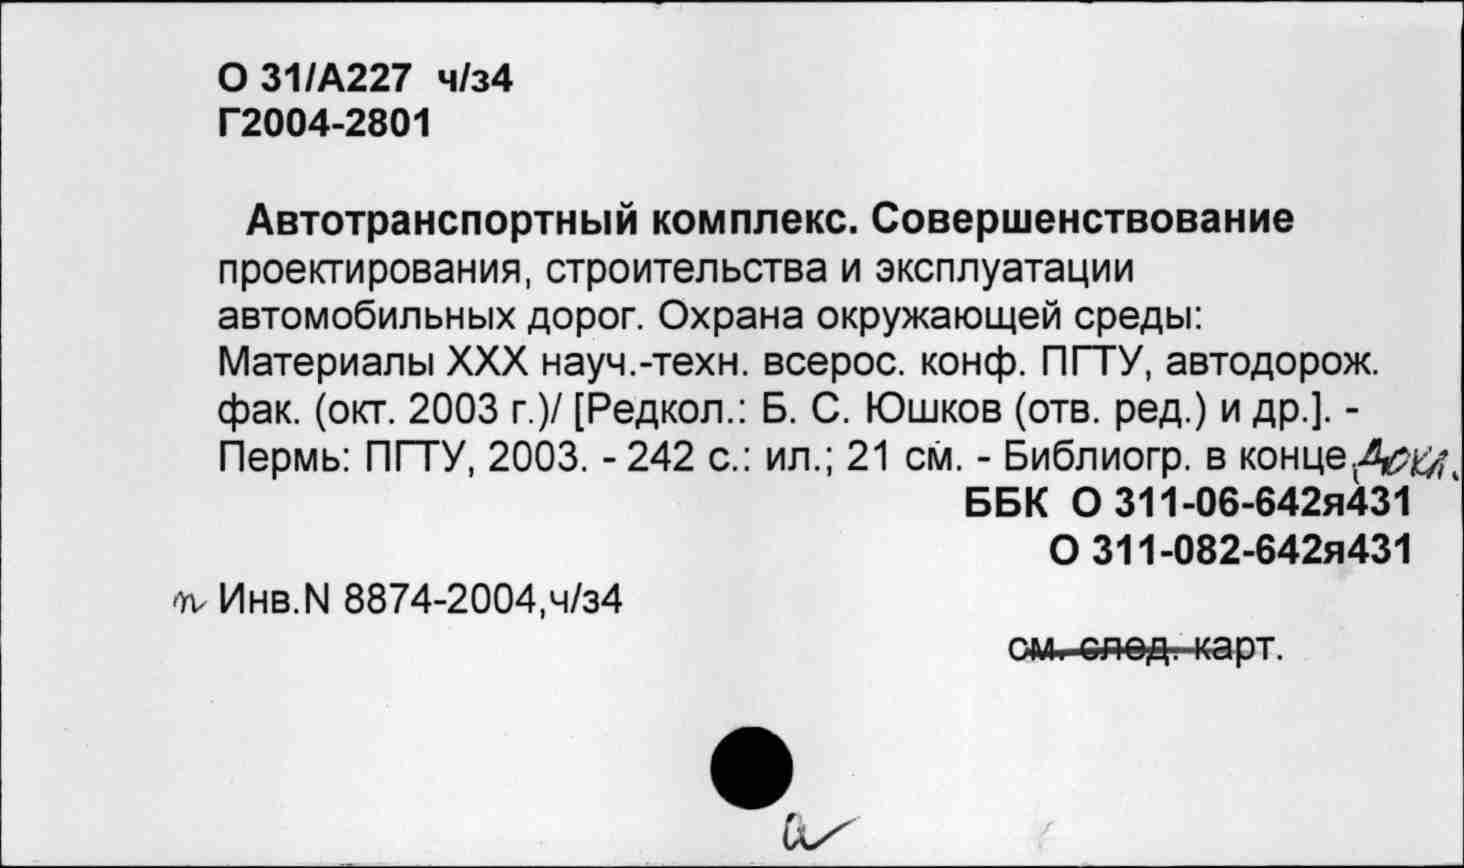 О 31/А227 ч/з4
Г2004-2801
Автотранспортный комплекс. Совершенствование
проектирования, строительства и эксплуатации
автомобильных дорог. Охрана окружающей среды:
Материалы XXX науч.-техн. всерос. конф. ПГТУ, автодорож.
фак. (окт. 2003 г.)/ [Редкол.: Б. С. Юшков (отв. ред.) и др.]. -
Пермь: ПГТУ, 2003. - 242 с.: ил.; 21 см. - Библиогр. в конце докл.
ББК О 311-06-642я431
О 311-082-642я431
п Инв.N 8874-2004,ч/з4
см. след. карт.
а